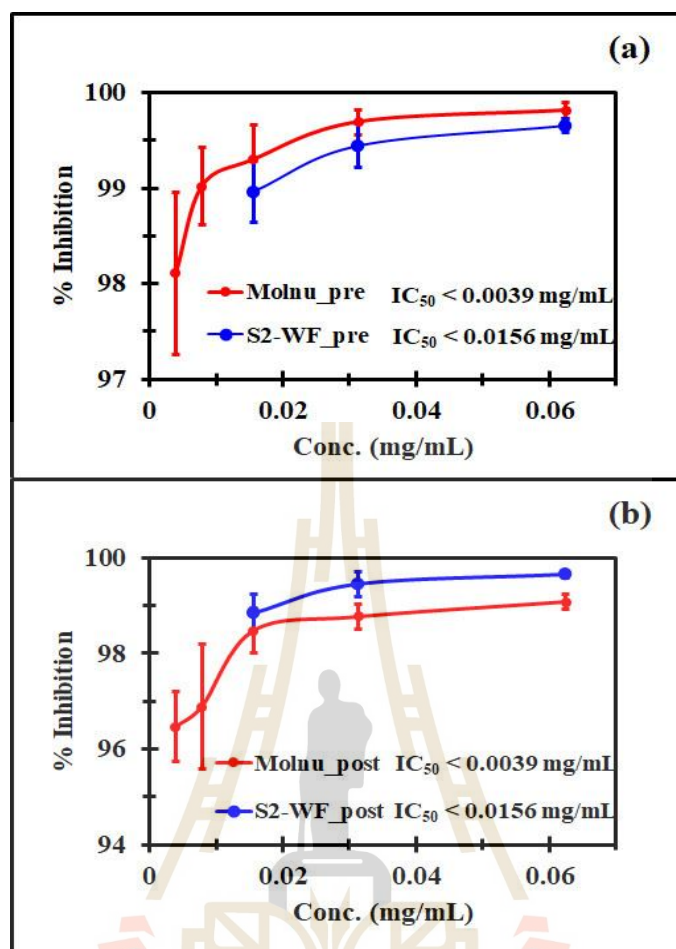 (a)
100
99
98
97
% Inhibition
Molnu_pre IC₅₀ < 0.0039 mg/mL
S2-WF_pre IC₅₀ < 0.0156 mg/mL
0 0.02 0.04 0.06
Conc. (mg/mL)
(b)
100
98
96
94
% Inhibition
Molnu_post IC₅₀ < 0.0039 mg/mL
S2-WF_post IC₅₀ < 0.0156 mg/mL
0 0.02 0.04 0.06
Conc. (mg/mL)